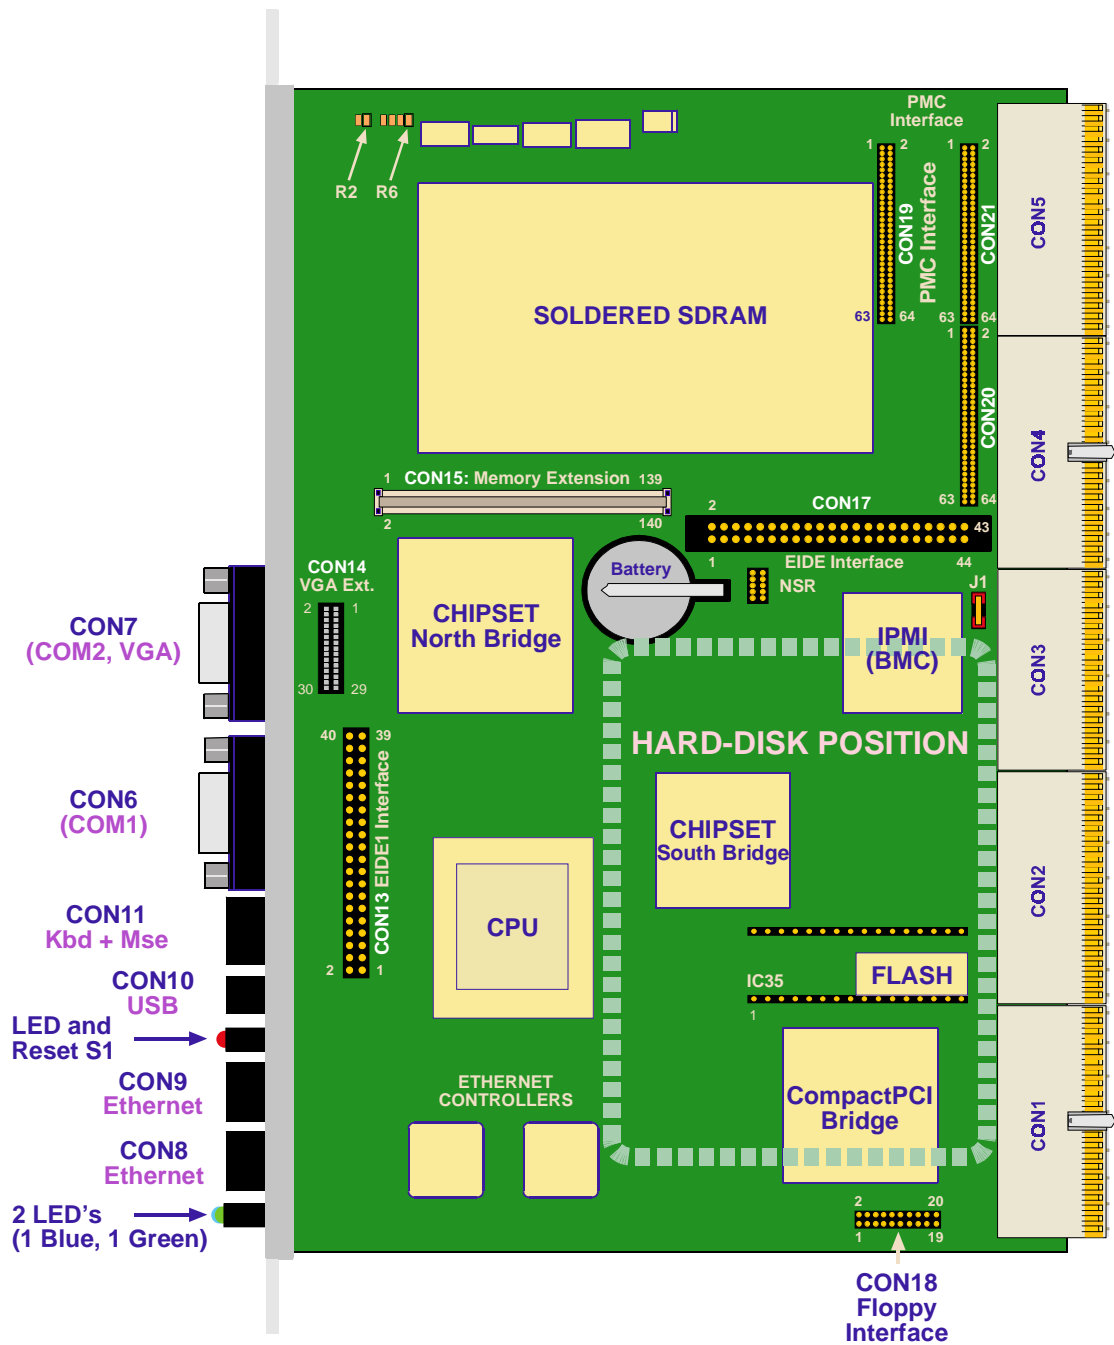 PMC
Interface
1 2
1 2
R2 R6
CON19
PMC Interface
CON21
CON5
SOLDERED SDRAM
63 64
63 64
1 2
CON20
CON4
63 64
1 CON15: Memory Extension 139
2 140
2 CON17
43
1 EIDE Interface 44
Battery
NSR
J1
CON14
VGA Ext.
2 1
30 29
CHIPSET
North Bridge
IPMI
(BMC)
CON3
CON7
(COM2, VGA)
HARD-DISK POSITION
40 39
CON13 EIDE1 Interface
2 1
CON6
(COM1)
CHIPSET
South Bridge
CON2
CPU
CON11
Kbd + Mse
CON10
USB
IC35
FLASH
1
LED and
Reset S1
CON9
Ethernet
ETHERNET
CONTROLLERS
CompactPCI
Bridge
CON1
CON8
Ethernet
2 LED's
(1 Blue, 1 Green)
2 20
1 19
CON18
Floppy
Interface